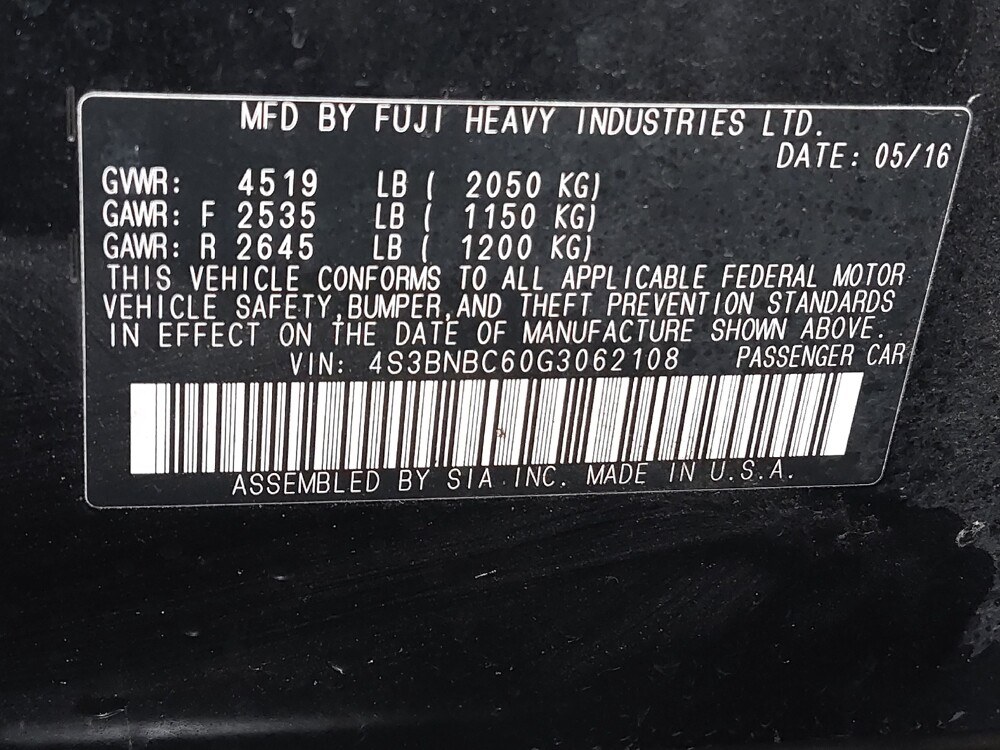 MFD BY FUJI HEAVY INDUSTRIES LTD.
DATE: 05/16
GVWR: 4519 LB ( 2050 KG)
GAWR: F 2535 LB ( 1150 KG)
GAWR: R 2645 LB ( 1200 KG)
THIS VEHICLE CONFORMS TO ALL APPLICABLE FEDERAL MOTOR
VEHICLE SAFETY,BUMPER,AND THEFT PREVENTION STANDARDS
IN EFFECT ON THE DATE OF MANUFACTURE SHOWN ABOVE.
VIN: 4S3BNBC60G3062108 PASSENGER CAR
ASSEMBLED BY SIA INC. MADE IN U.S.A.